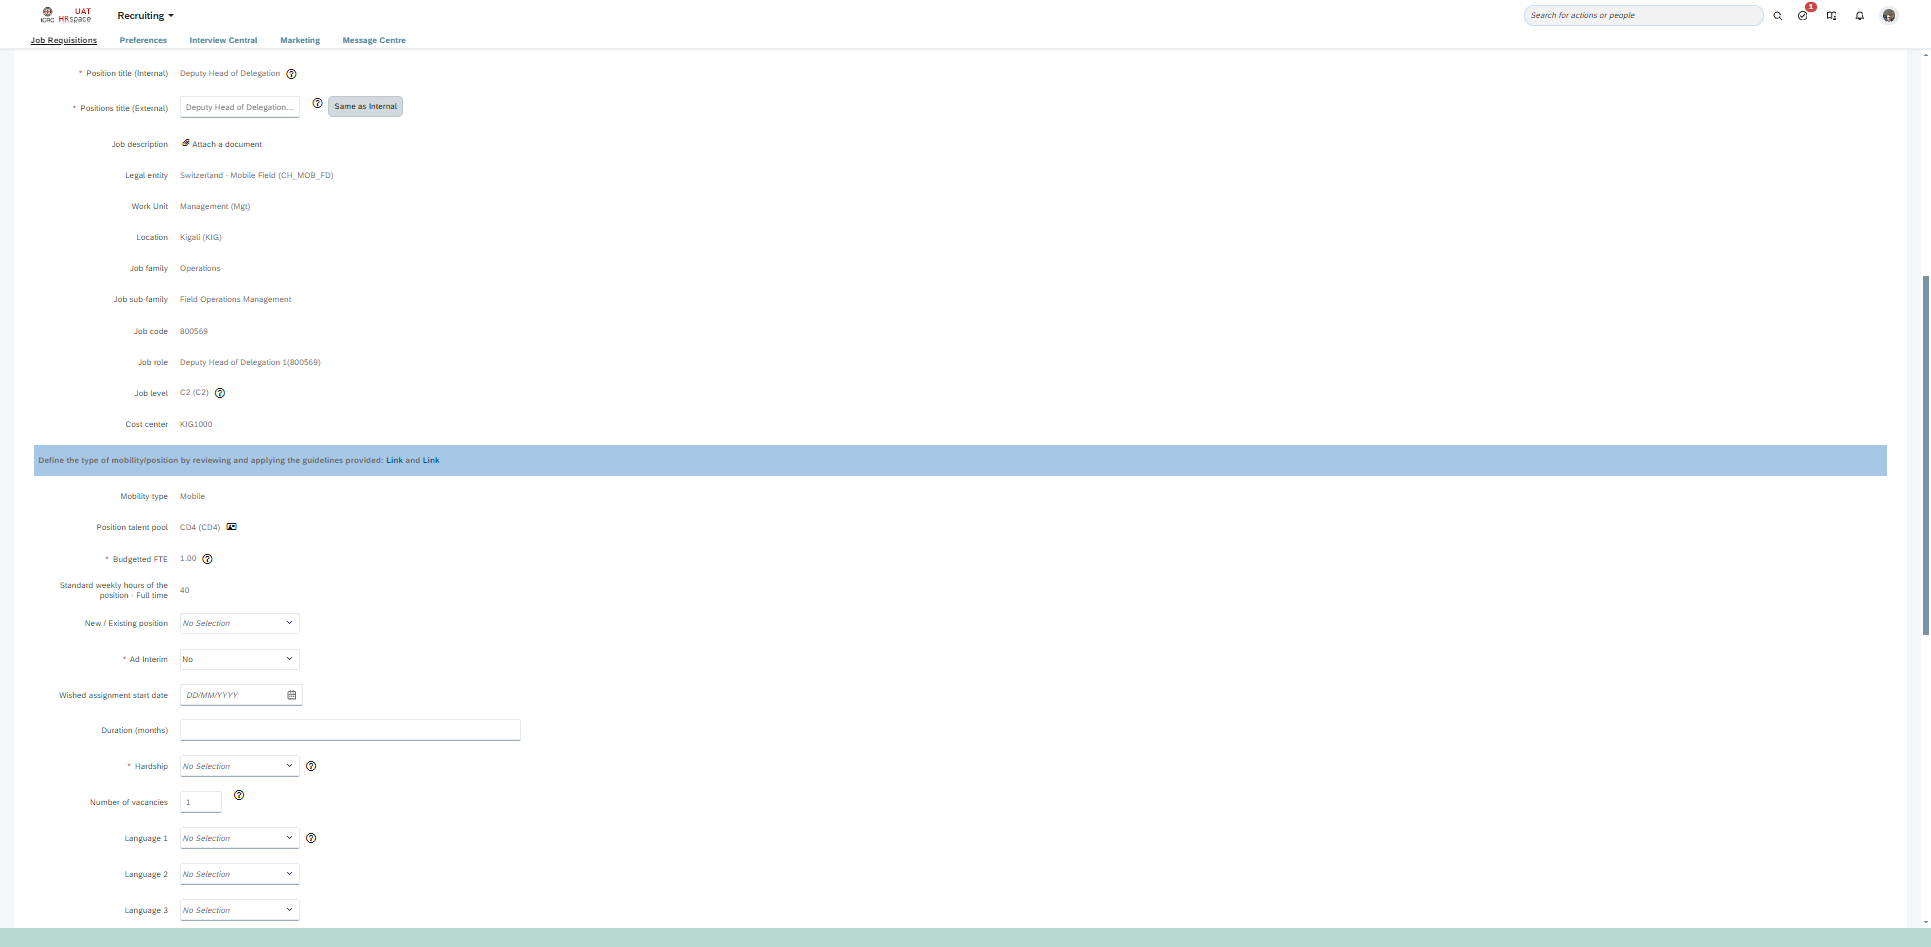 ICRC UAT HRspace Recruiting Search for actions or people 1
Job Requisitions Preferences Interview Central Marketing Message Centre
* Position title (Internal) Deputy Head of Delegation
* Positions title (External) Deputy Head of Delegation... Same as Internal
Job description Attach a document
Legal entity Switzerland - Mobile Field (CH_MOB_FD)
Work Unit Management (Mgt)
Location Kigali (KIG)
Job family Operations
Job sub-family Field Operations Management
Job code 800569
Job role Deputy Head of Delegation 1(800569)
Job level C2 (C2)
Cost center KIG1000
Define the type of mobility/position by reviewing and applying the guidelines provided: Link and Link
Mobility type Mobile
Position talent pool CD4 (CD4)
* Budgetted FTE 1.00
Standard weekly hours of the
position - Full time 40
New / Existing position No Selection
* Ad Interim No
Wished assignment start date DD/MM/YYYY
Duration (months)
* Hardship No Selection
Number of vacancies 1
Language 1 No Selection
Language 2 No Selection
Language 3 No Selection